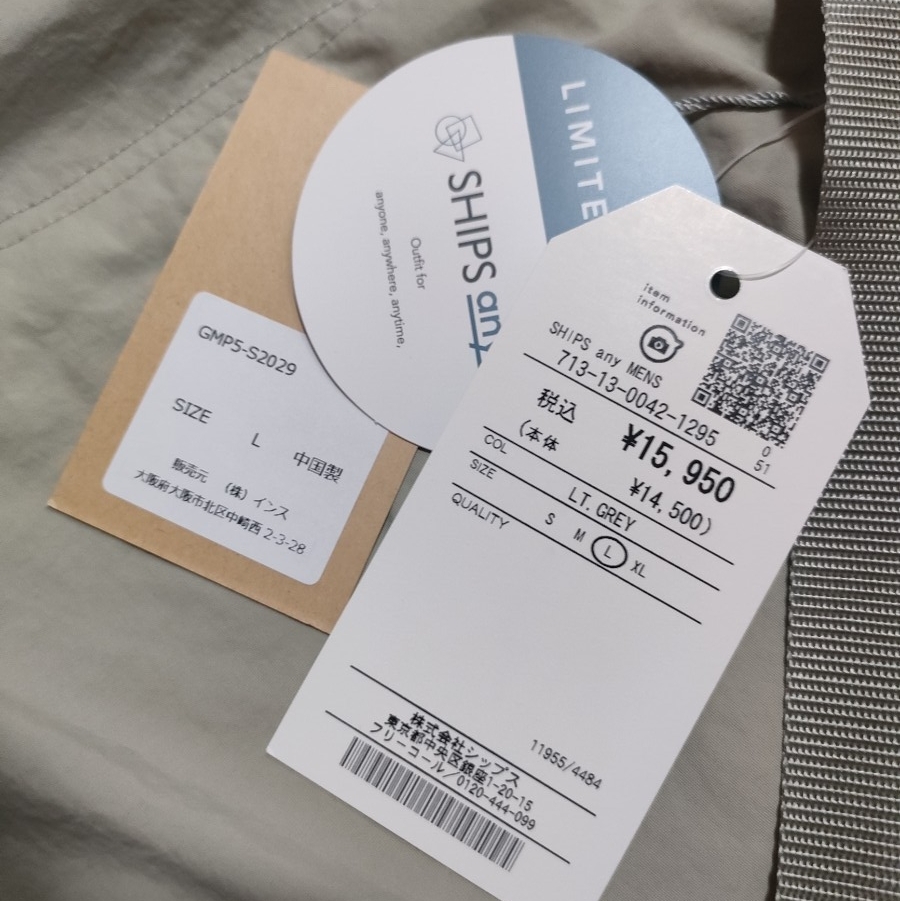 GMP5-S2029
SIZE
L
中国製
販売元 (株)インス
大阪府大阪市北区中崎西 2-3-28
LIMITE
SHIPS any
Outfit for
anyone, anywhere, anytime,
item
information
SHIPS any MENS
713-13-0042-1295
0
51
税込 ¥15,950
(本体 ¥14,500)
COL LT.GREY
SIZE S M L XL
QUALITY
11955/4484
株式会社シップス
東京都中央区銀座1-20-15
フリーコール/0120-444-099